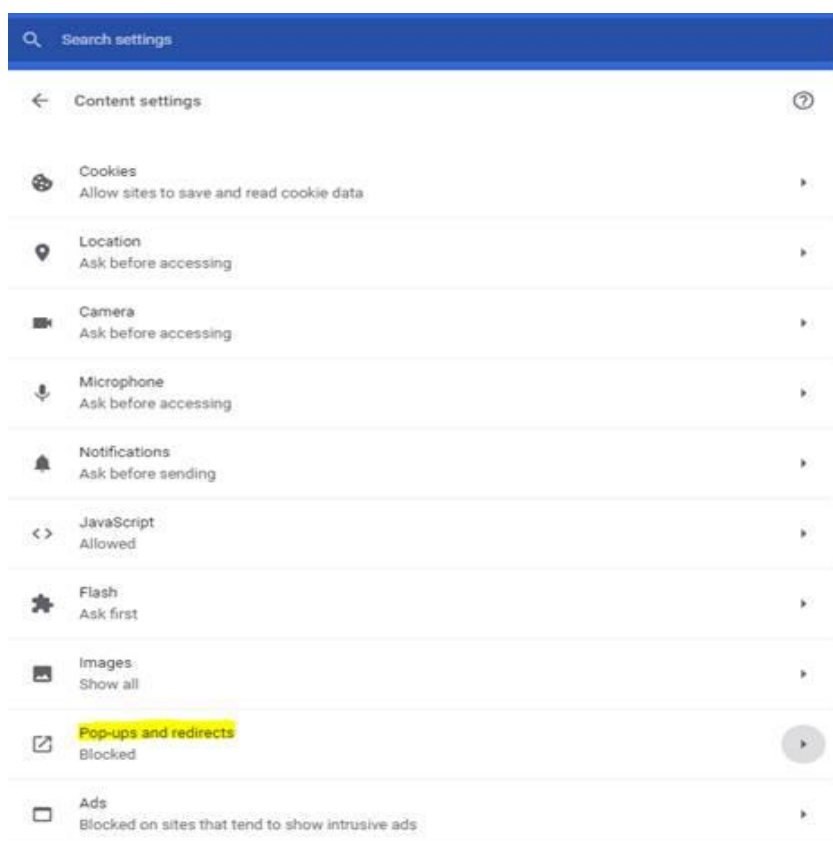 Search settings
Content settings
Cookies
Allow sites to save and read cookie data
Location
Ask before accessing
Camera
Ask before accessing
Microphone
Ask before accessing
Notifications
Ask before sending
JavaScript
Allowed
Flash
Ask first
Images
Show all
Pop-ups and redirects
Blocked
Ads
Blocked on sites that tend to show intrusive ads